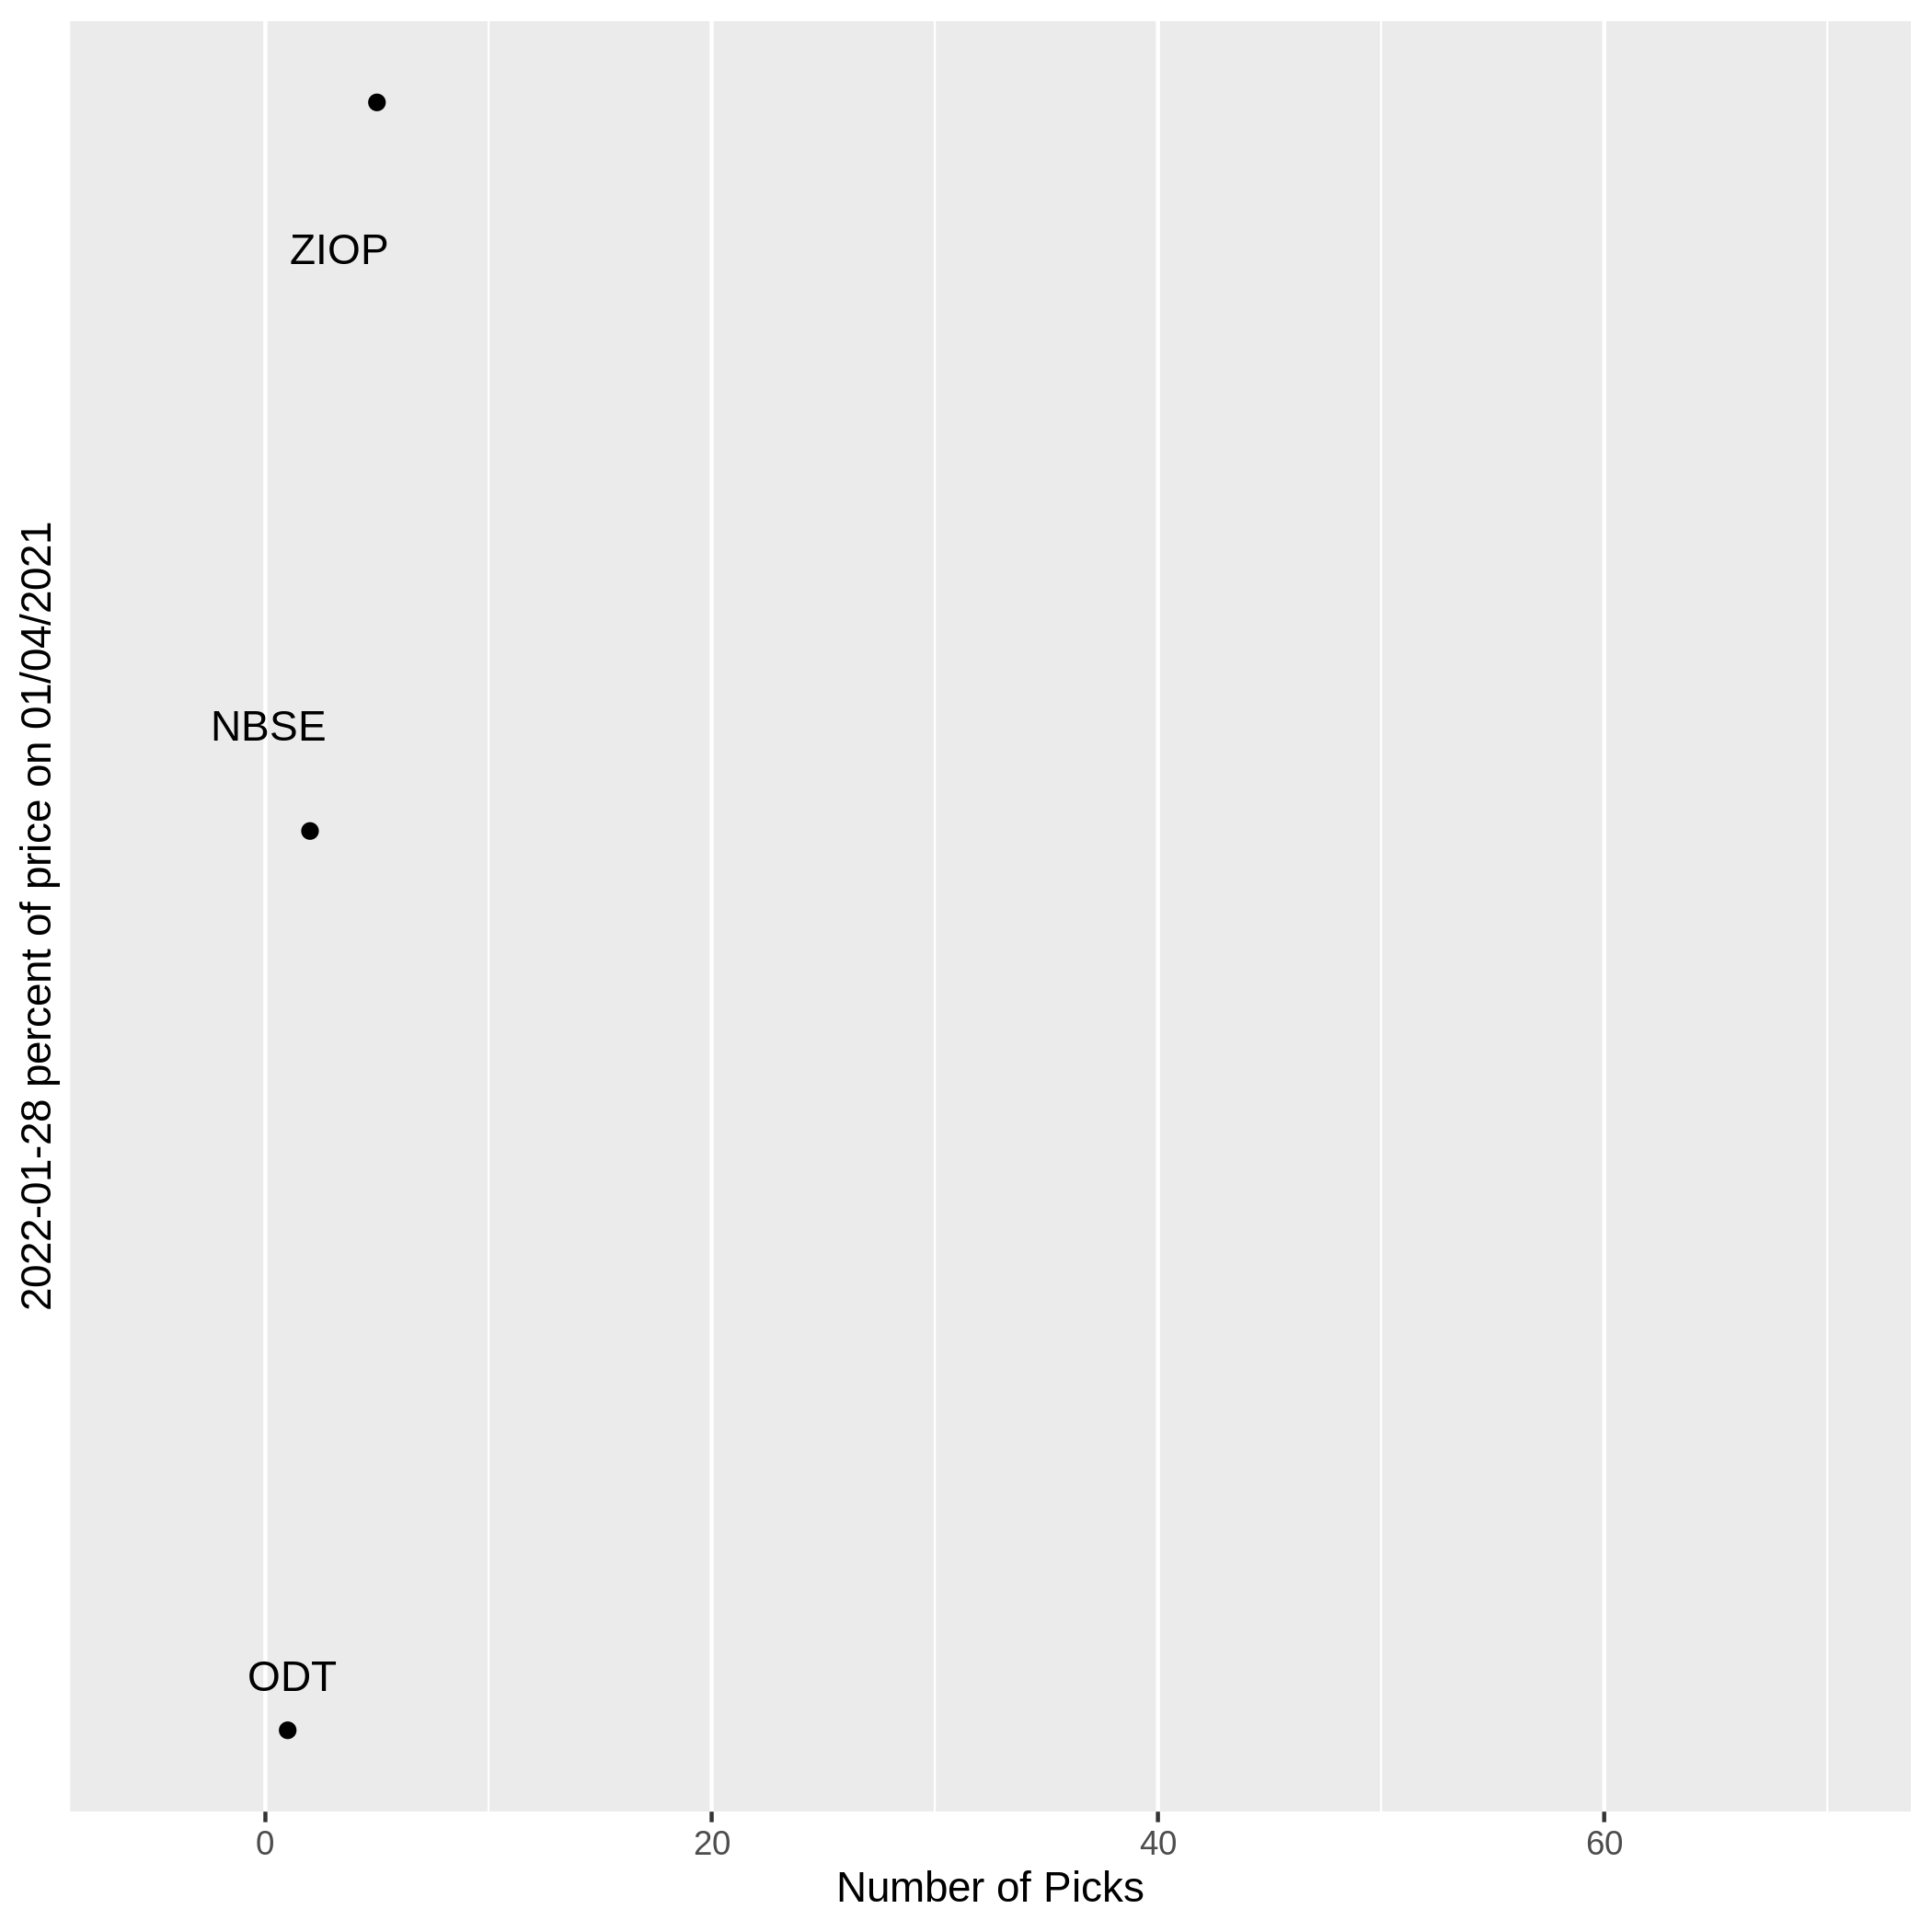 ZIOP
NBSE
ODT
2022-01-28 percent of price on 01/04/2021
0 20 40 60
Number of Picks